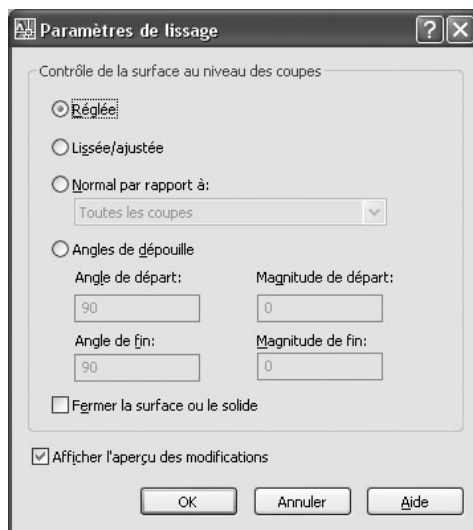 Paramètres de lissage
Contrôle de la surface au niveau des coupes
Réglée
Lissée/ajustée
Normal par rapport à:
Toutes les coupes
Angles de dépouille
Angle de départ: Magnitude de départ:
90 0
Angle de fin: Magnitude de fin:
90 0
Fermer la surface ou le solide
Afficher l'aperçu des modifications
OK Annuler Aide